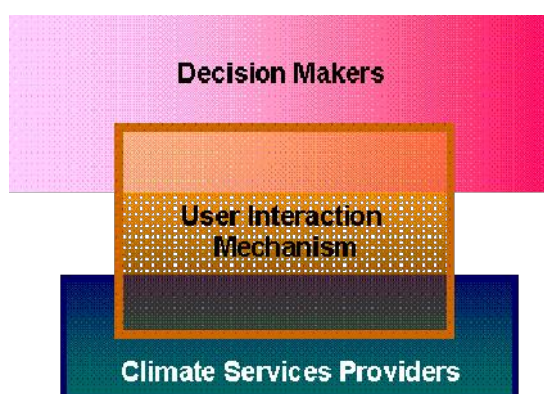 Decision Makers
User Interaction
Mechanism
Climate Services Providers